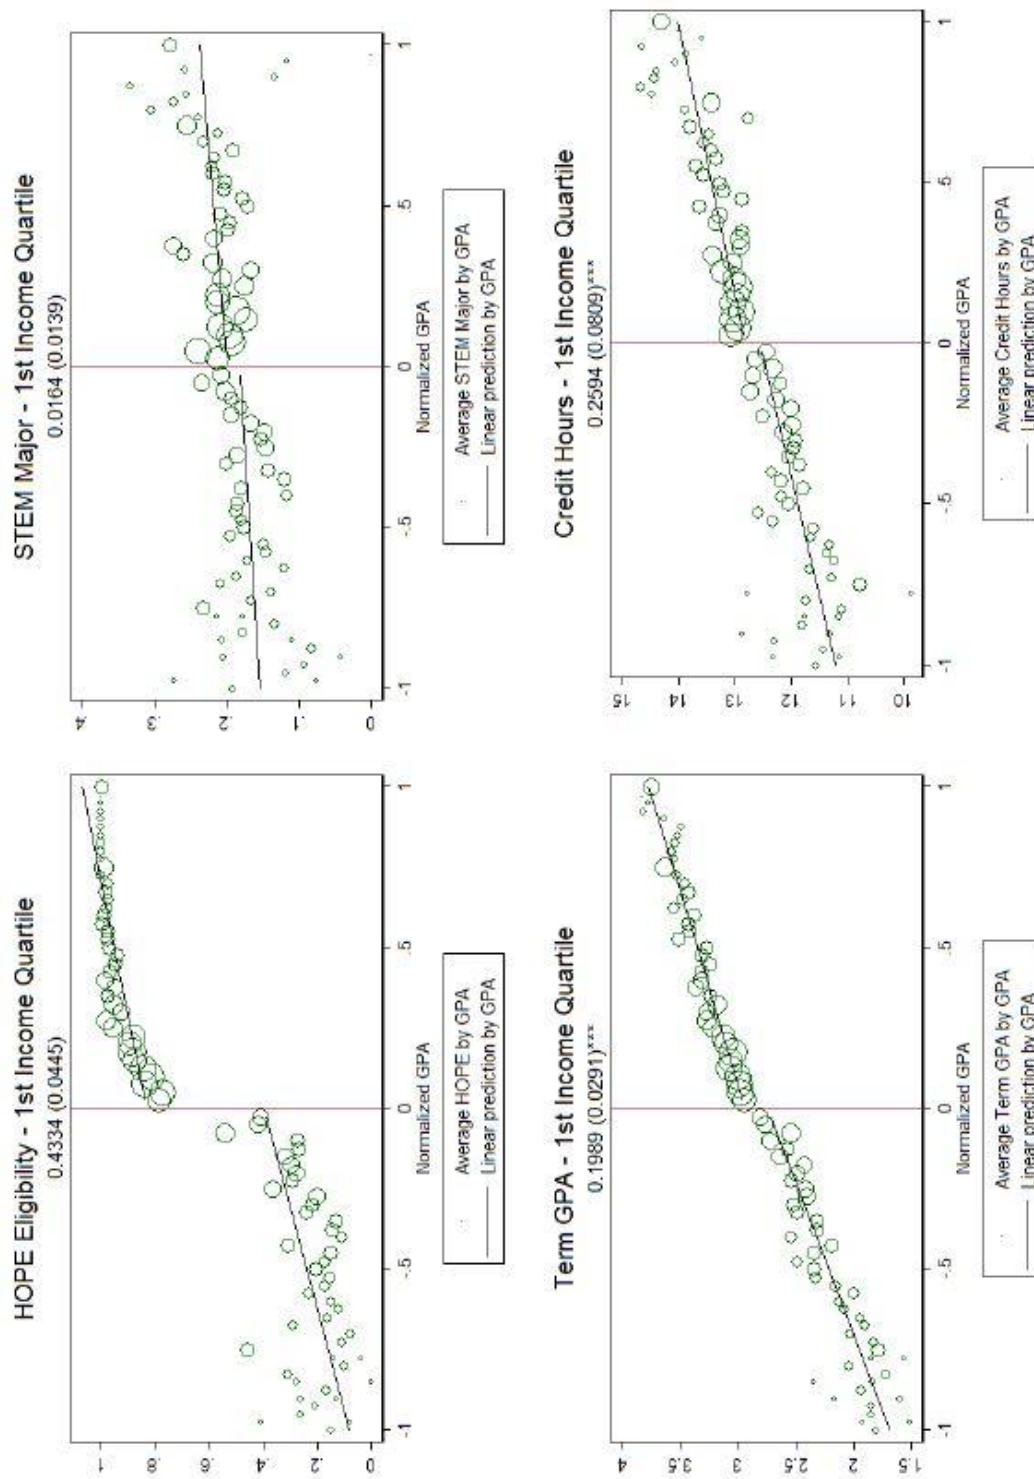 HOPE Eligibility - 1st Income Quartile
0.4334 (0.0445)
1
.8
.6
.4
.2
0
-1
-.5
0
.5
1
Normalized GPA
Average HOPE by GPA
Linear prediction by GPA
STEM Major - 1st Income Quartile
0.0164 (0.0139)
.4
.3
.2
.1
0
-1
-.5
0
.5
1
Normalized GPA
Average STEM Major by GPA
Linear prediction by GPA
Term GPA - 1st Income Quartile
0.1989 (0.0291)***
4
3.5
3
2.5
2
1.5
-1
-.5
0
.5
1
Normalized GPA
Average Term GPA by GPA
Linear prediction by GPA
Credit Hours - 1st Income Quartile
0.2594 (0.0809)***
15
14
13
12
11
10
-1
-.5
0
.5
1
Normalized GPA
Average Credit Hours by GPA
Linear prediction by GPA